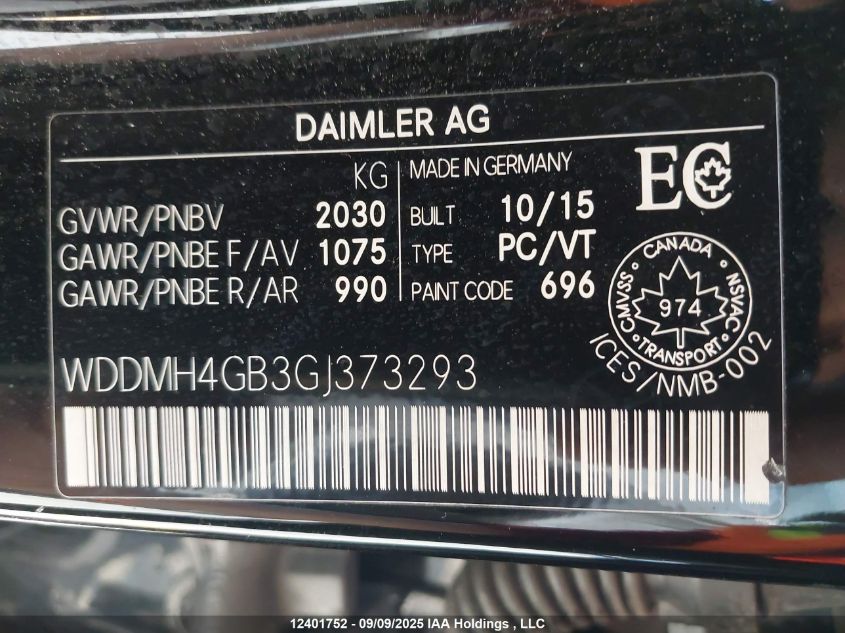 DAIMLER AG
KG
GVWR/PNBV 2030
GAWR/PNBE F/AV 1075
GAWR/PNBE R/AR 990
MADE IN GERMANY
BUILT 10/15
TYPE PC/VT
PAINT CODE 696
EC
CANADA
CMVSS 974 NSVAC
TRANSPORT
ICES/NMB-002
WDDMH4GB3GJ373293
12401752 - 09/09/2025 IAA Holdings , LLC